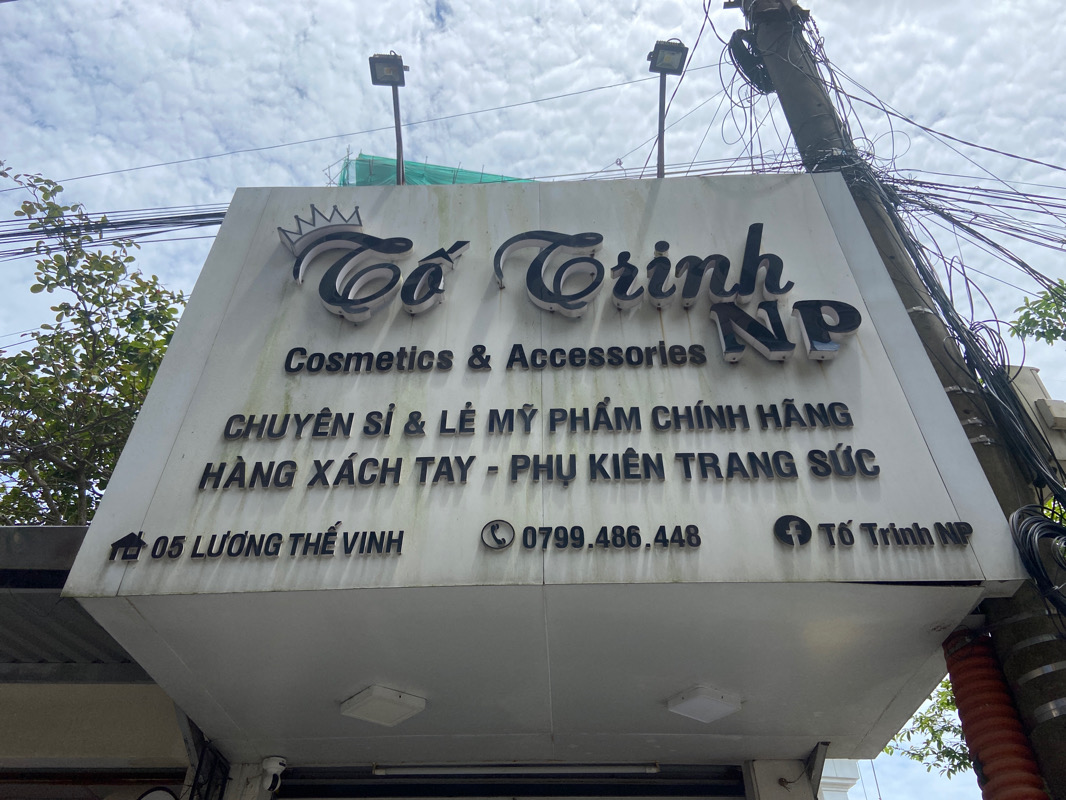 Tố Trinh
NP
Cosmetics & Accessories
CHUYÊN SỈ & LẺ MỸ PHẨM CHÍNH HÃNG
HÀNG XÁCH TAY - PHỤ KIÊN TRANG SỨC
05 LƯƠNG THẾ VINH
0799.486.448
Tố Trinh NP